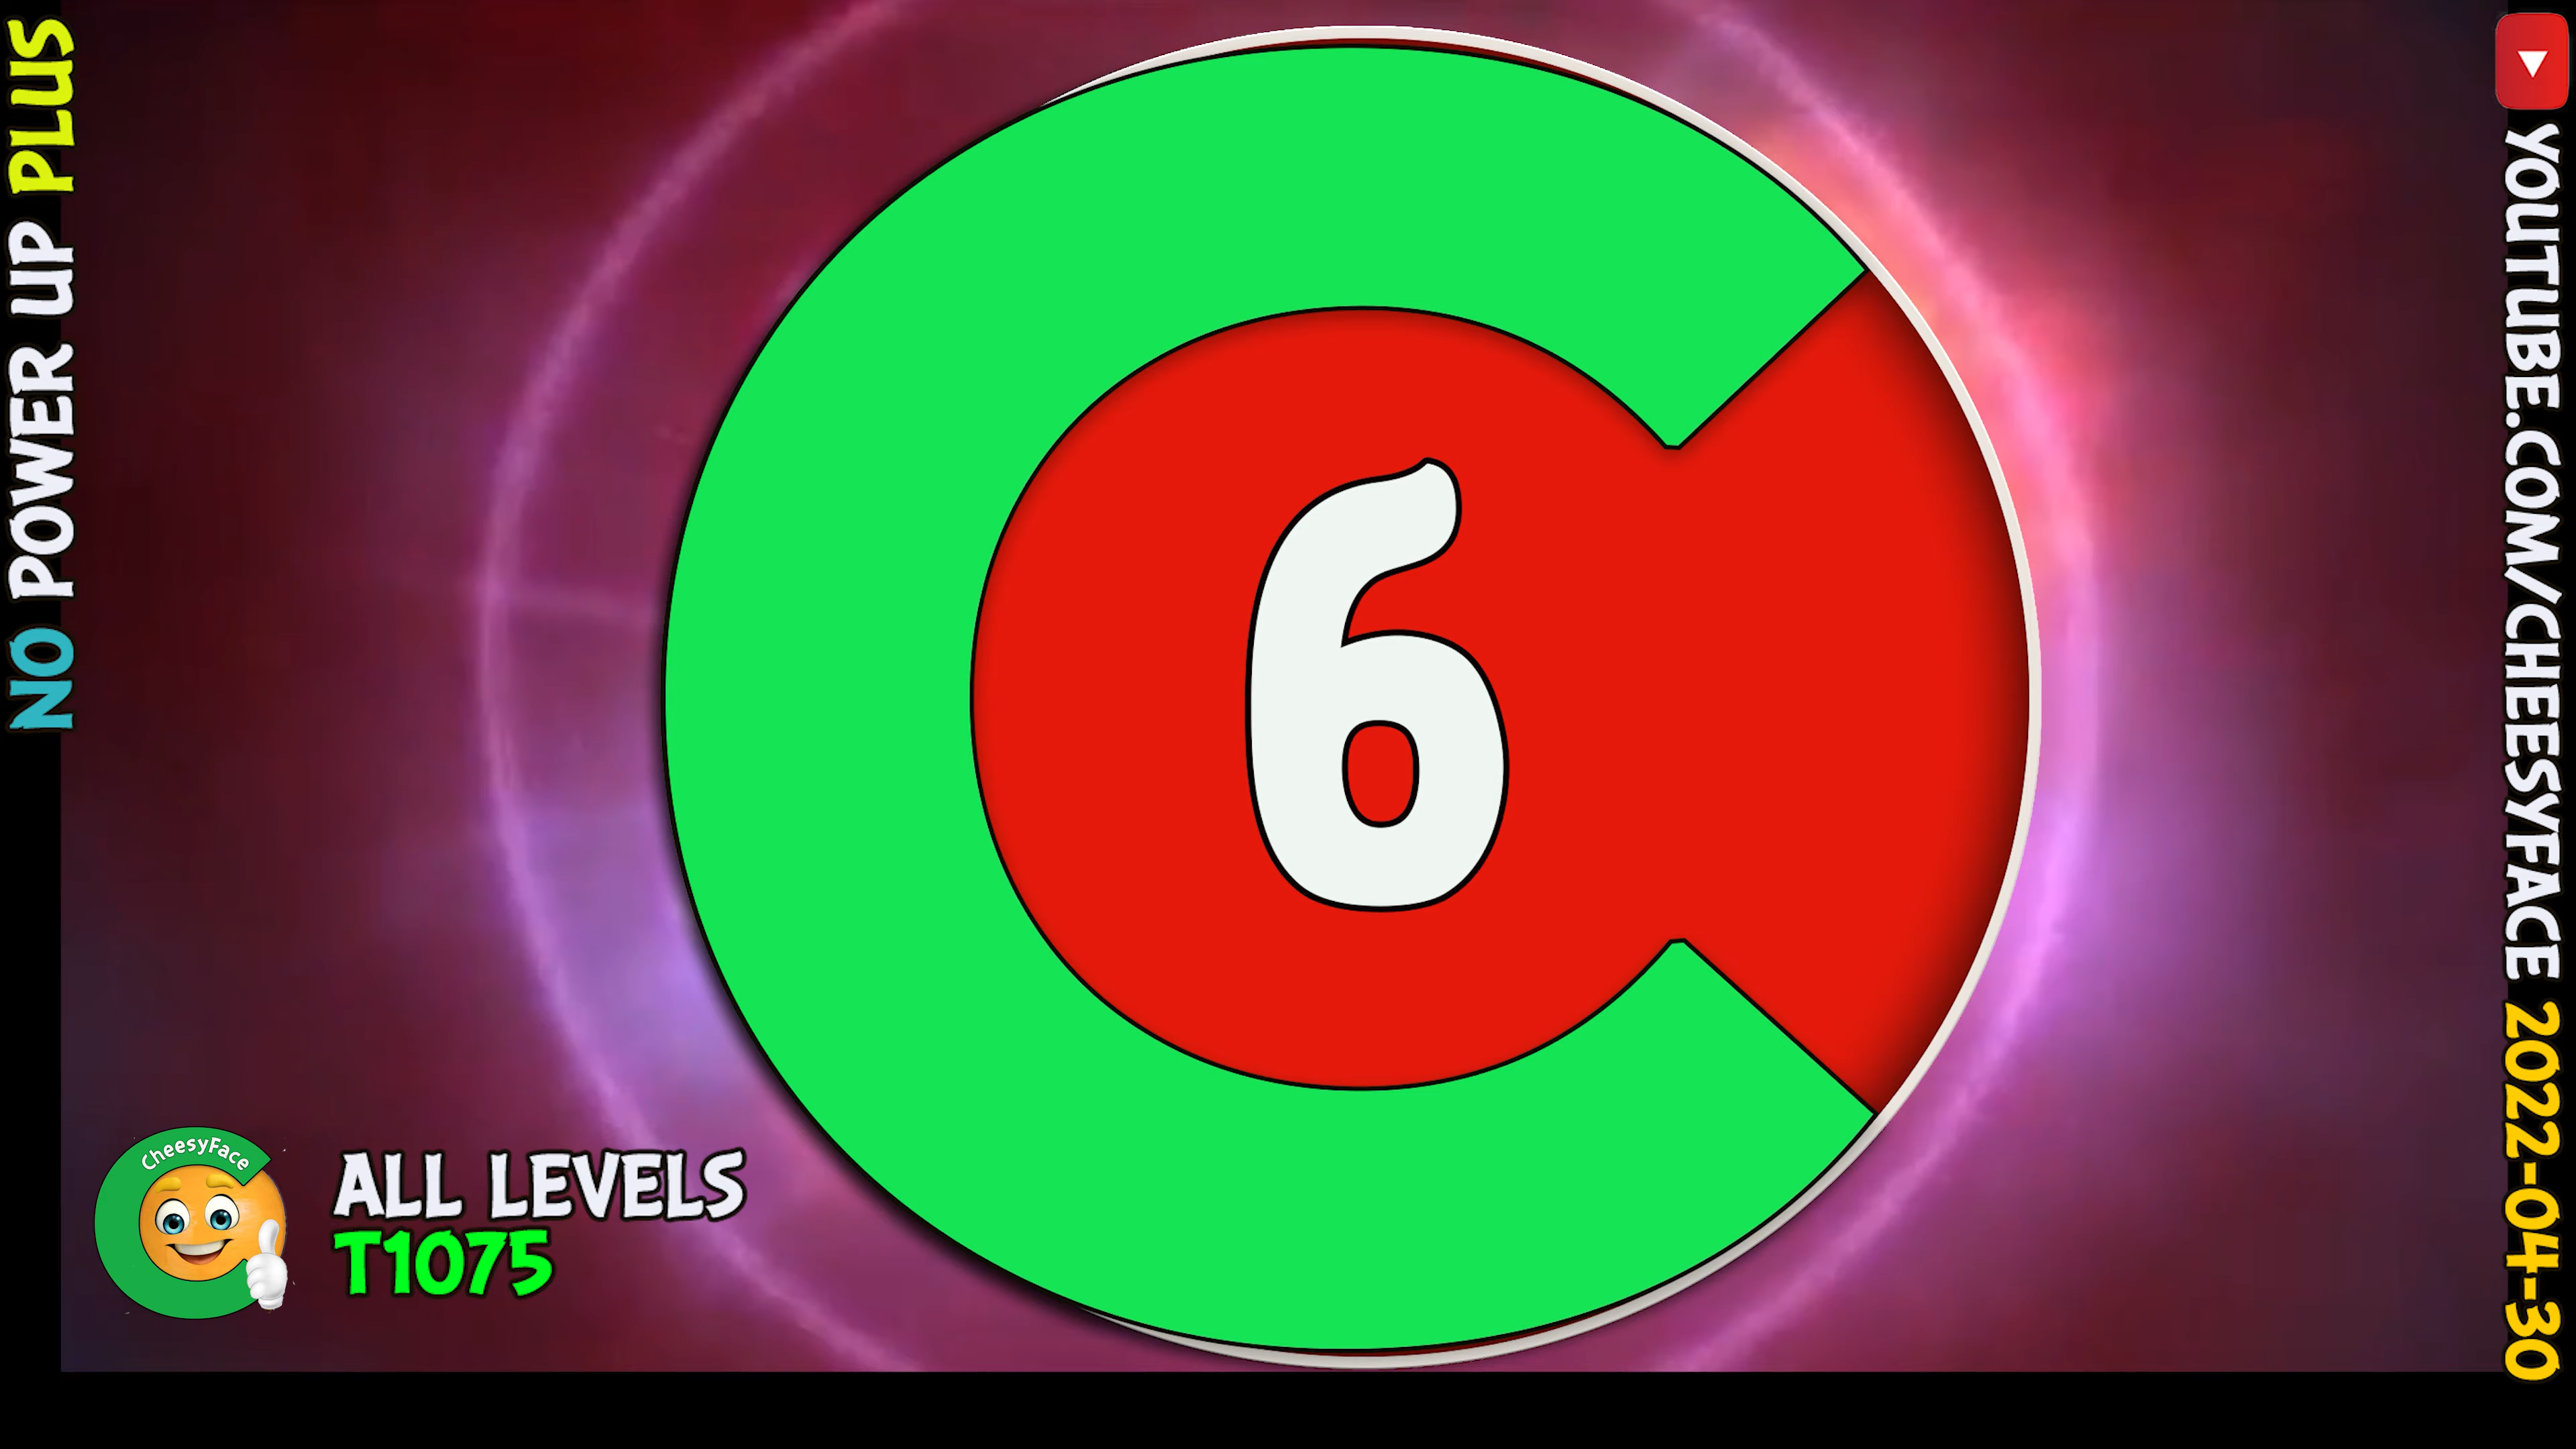 NO POWER UP PLUS
6
CheesyFace
ALL LEVELS
T1075
YOUTUBE.COM/CHEESYFACE 2022-04-30